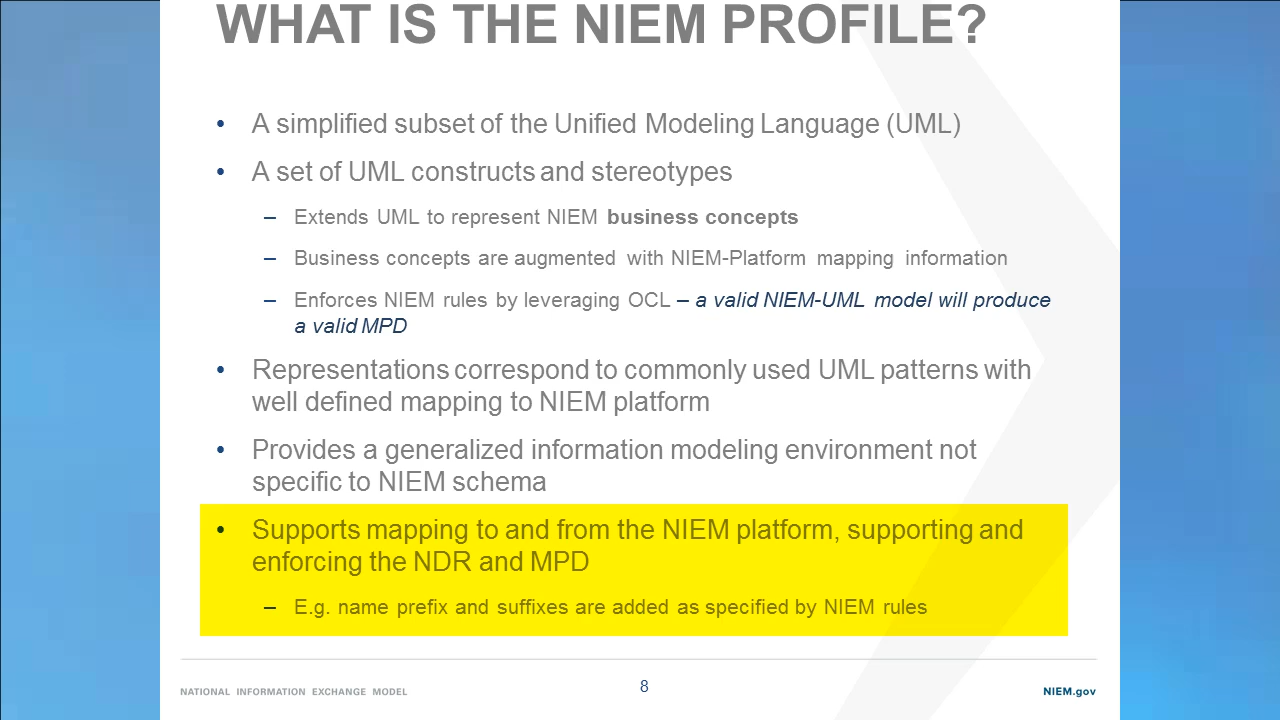 WHAT IS THE NIEM PROFILE?
• A simplified subset of the Unified Modeling Language (UML)
• A set of UML constructs and stereotypes
– Extends UML to represent NIEM business concepts
– Business concepts are augmented with NIEM-Platform mapping information
– Enforces NIEM rules by leveraging OCL – a valid NIEM-UML model will produce
a valid MPD
• Representations correspond to commonly used UML patterns with
well defined mapping to NIEM platform
• Provides a generalized information modeling environment not
specific to NIEM schema
• Supports mapping to and from the NIEM platform, supporting and
enforcing the NDR and MPD
– E.g. name prefix and suffixes are added as specified by NIEM rules
NATIONAL INFORMATION EXCHANGE MODEL
8
NIEM.gov